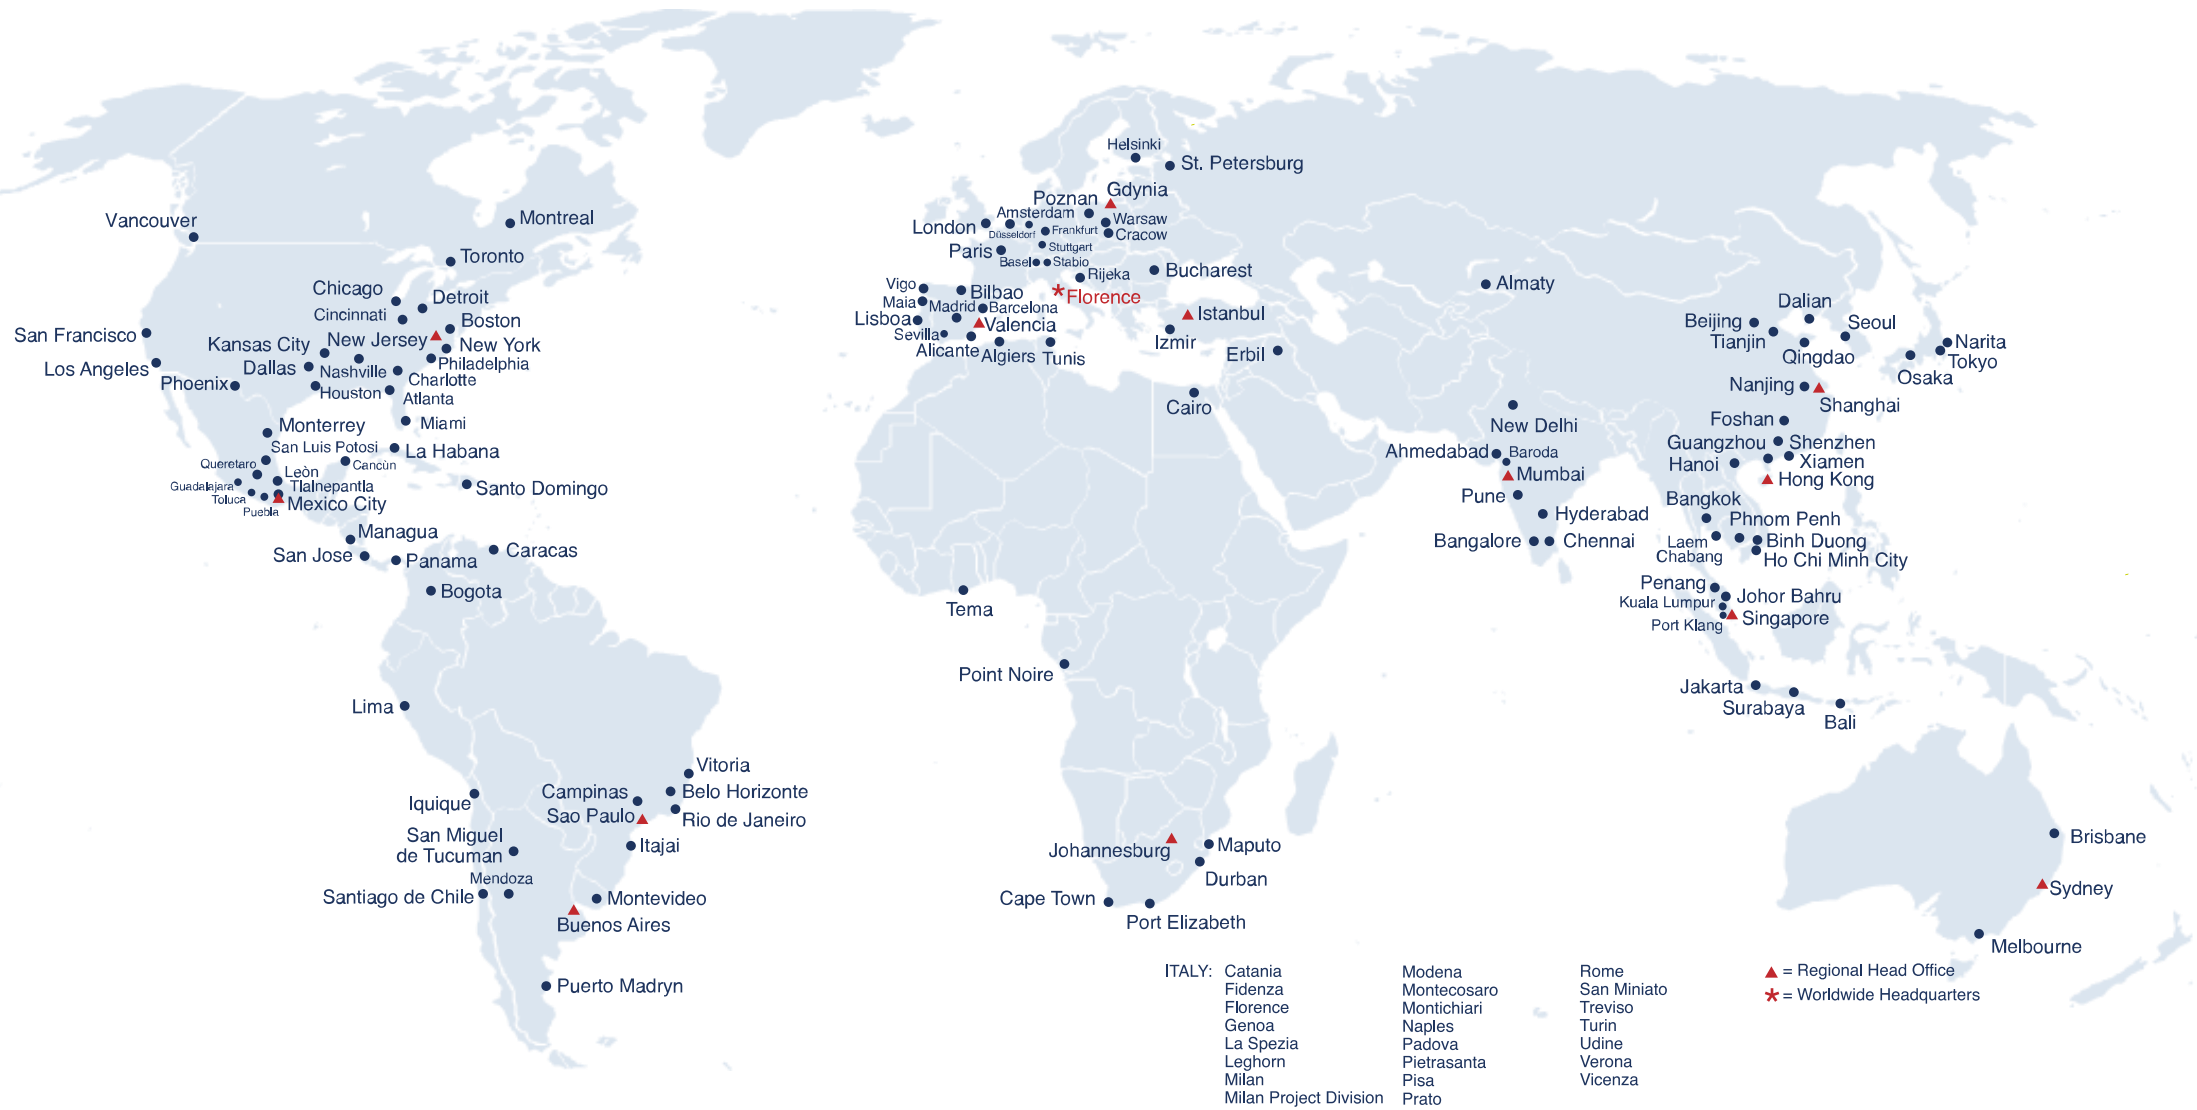 Vancouver
Montreal
Toronto
Chicago
Detroit
Cincinnati
Boston
San Francisco
New Jersey
New York
Kansas City
Philadelphia
Los Angeles
Dallas
Nashville
Charlotte
Phoenix
Houston
Atlanta
Miami
Monterrey
San Luis Potosi
La Habana
Queretaro
Leòn
Cancùn
Guadalajara
Tlalnepantla
Toluca
Mexico City
Puebla
Santo Domingo
Managua
San Jose
Panama
Caracas
Bogota
Lima
Vitoria
Campinas
Belo Horizonte
Iquique
Sao Paulo
Rio de Janeiro
San Miguel
de Tucuman
Itajai
Mendoza
Santiago de Chile
Montevideo
Buenos Aires
Puerto Madryn
Helsinki
St. Petersburg
Gdynia
Poznan
Amsterdam
Warsaw
London
Düsseldorf
Frankfurt
Cracow
Paris
Stuttgart
Basel
Stabio
Rijeka
Bucharest
Vigo
Bilbao
Florence
Maia
Madrid
Barcelona
Lisboa
Valencia
Istanbul
Sevilla
Alicante
Algiers
Tunis
Izmir
Erbil
Cairo
Tema
Point Noire
Johannesburg
Maputo
Durban
Cape Town
Port Elizabeth
Almaty
Dalian
Beijing
Seoul
Tianjin
Narita
Qingdao
Tokyo
Osaka
Nanjing
Shanghai
New Delhi
Foshan
Ahmedabad
Baroda
Guangzhou
Shenzhen
Hanoi
Xiamen
Mumbai
Hong Kong
Pune
Bangkok
Hyderabad
Phnom Penh
Bangalore
Chennai
Laem
Chabang
Binh Duong
Ho Chi Minh City
Penang
Kuala Lumpur
Johor Bahru
Port Klang
Singapore
Jakarta
Surabaya
Bali
Brisbane
Sydney
Melbourne
ITALY: Catania
Fidenza
Florence
Genoa
La Spezia
Leghorn
Milan
Milan Project Division
Modena
Montecosaro
Montichiari
Naples
Padova
Pietrasanta
Pisa
Prato
Rome
San Miniato
Treviso
Turin
Udine
Verona
Vicenza
= Regional Head Office
* = Worldwide Headquarters